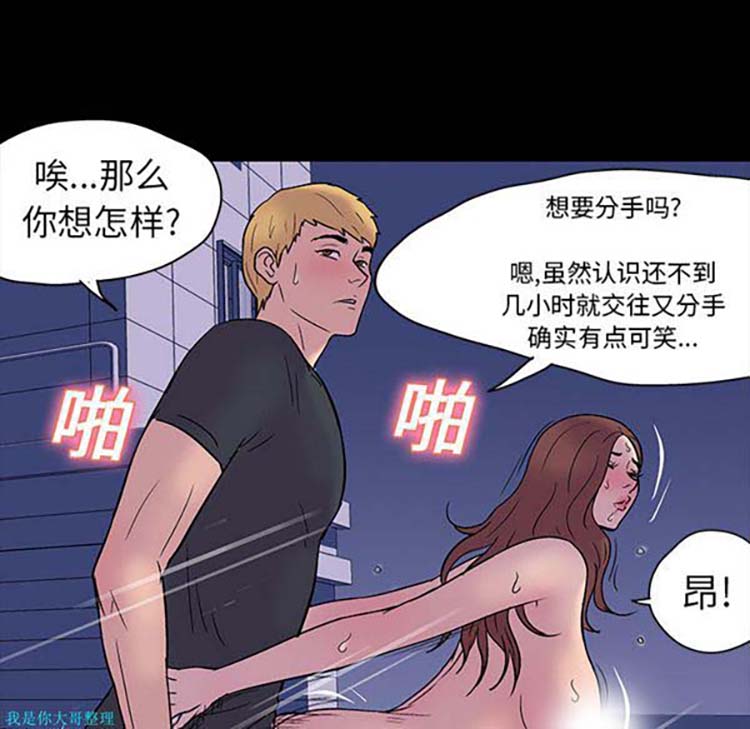 唉...那么
你想怎样?
想要分手吗?
嗯,虽然认识还不到
几小时就交往又分手
确实有点可笑...
啪
啪
昂!
我是你大哥整理